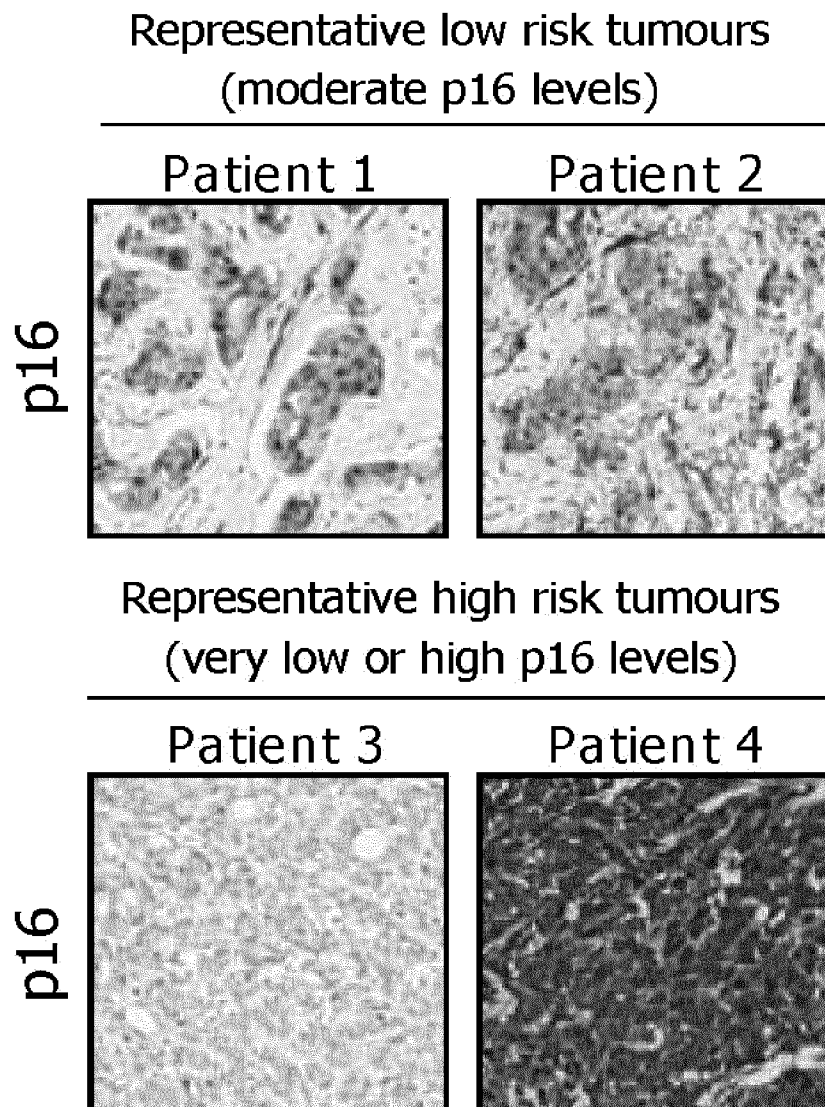 Representative low risk tumours
(moderate p16 levels)
Patient 1
Patient 2
p16
Representative high risk tumours
(very low or high p16 levels)
Patient 3
Patient 4
p16